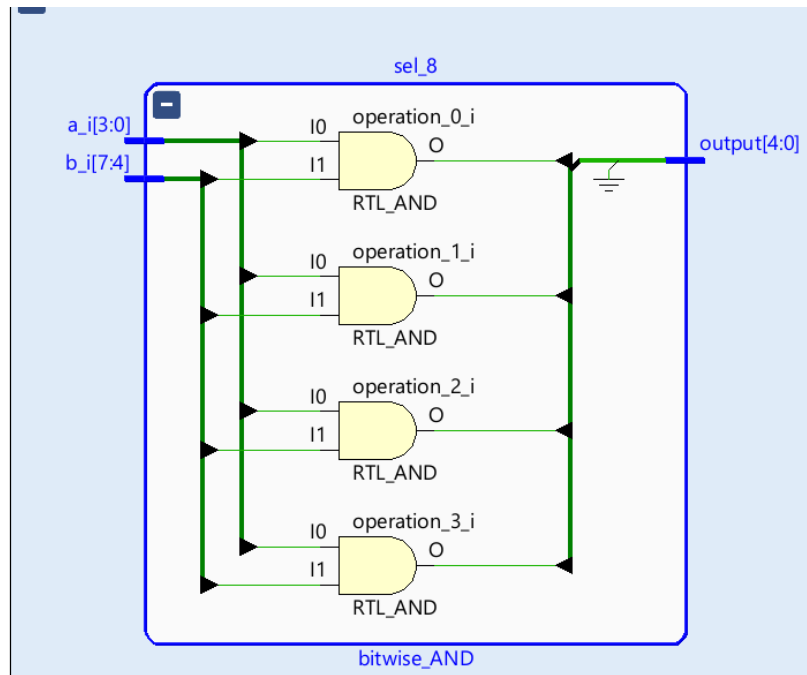 sel_8
a_i[3:0]
b_i[7:4]
output[4:0]
operation_0_i
I0
I1
O
RTL_AND
operation_1_i
I0
I1
O
RTL_AND
operation_2_i
I0
I1
O
RTL_AND
operation_3_i
I0
I1
O
RTL_AND
bitwise_AND